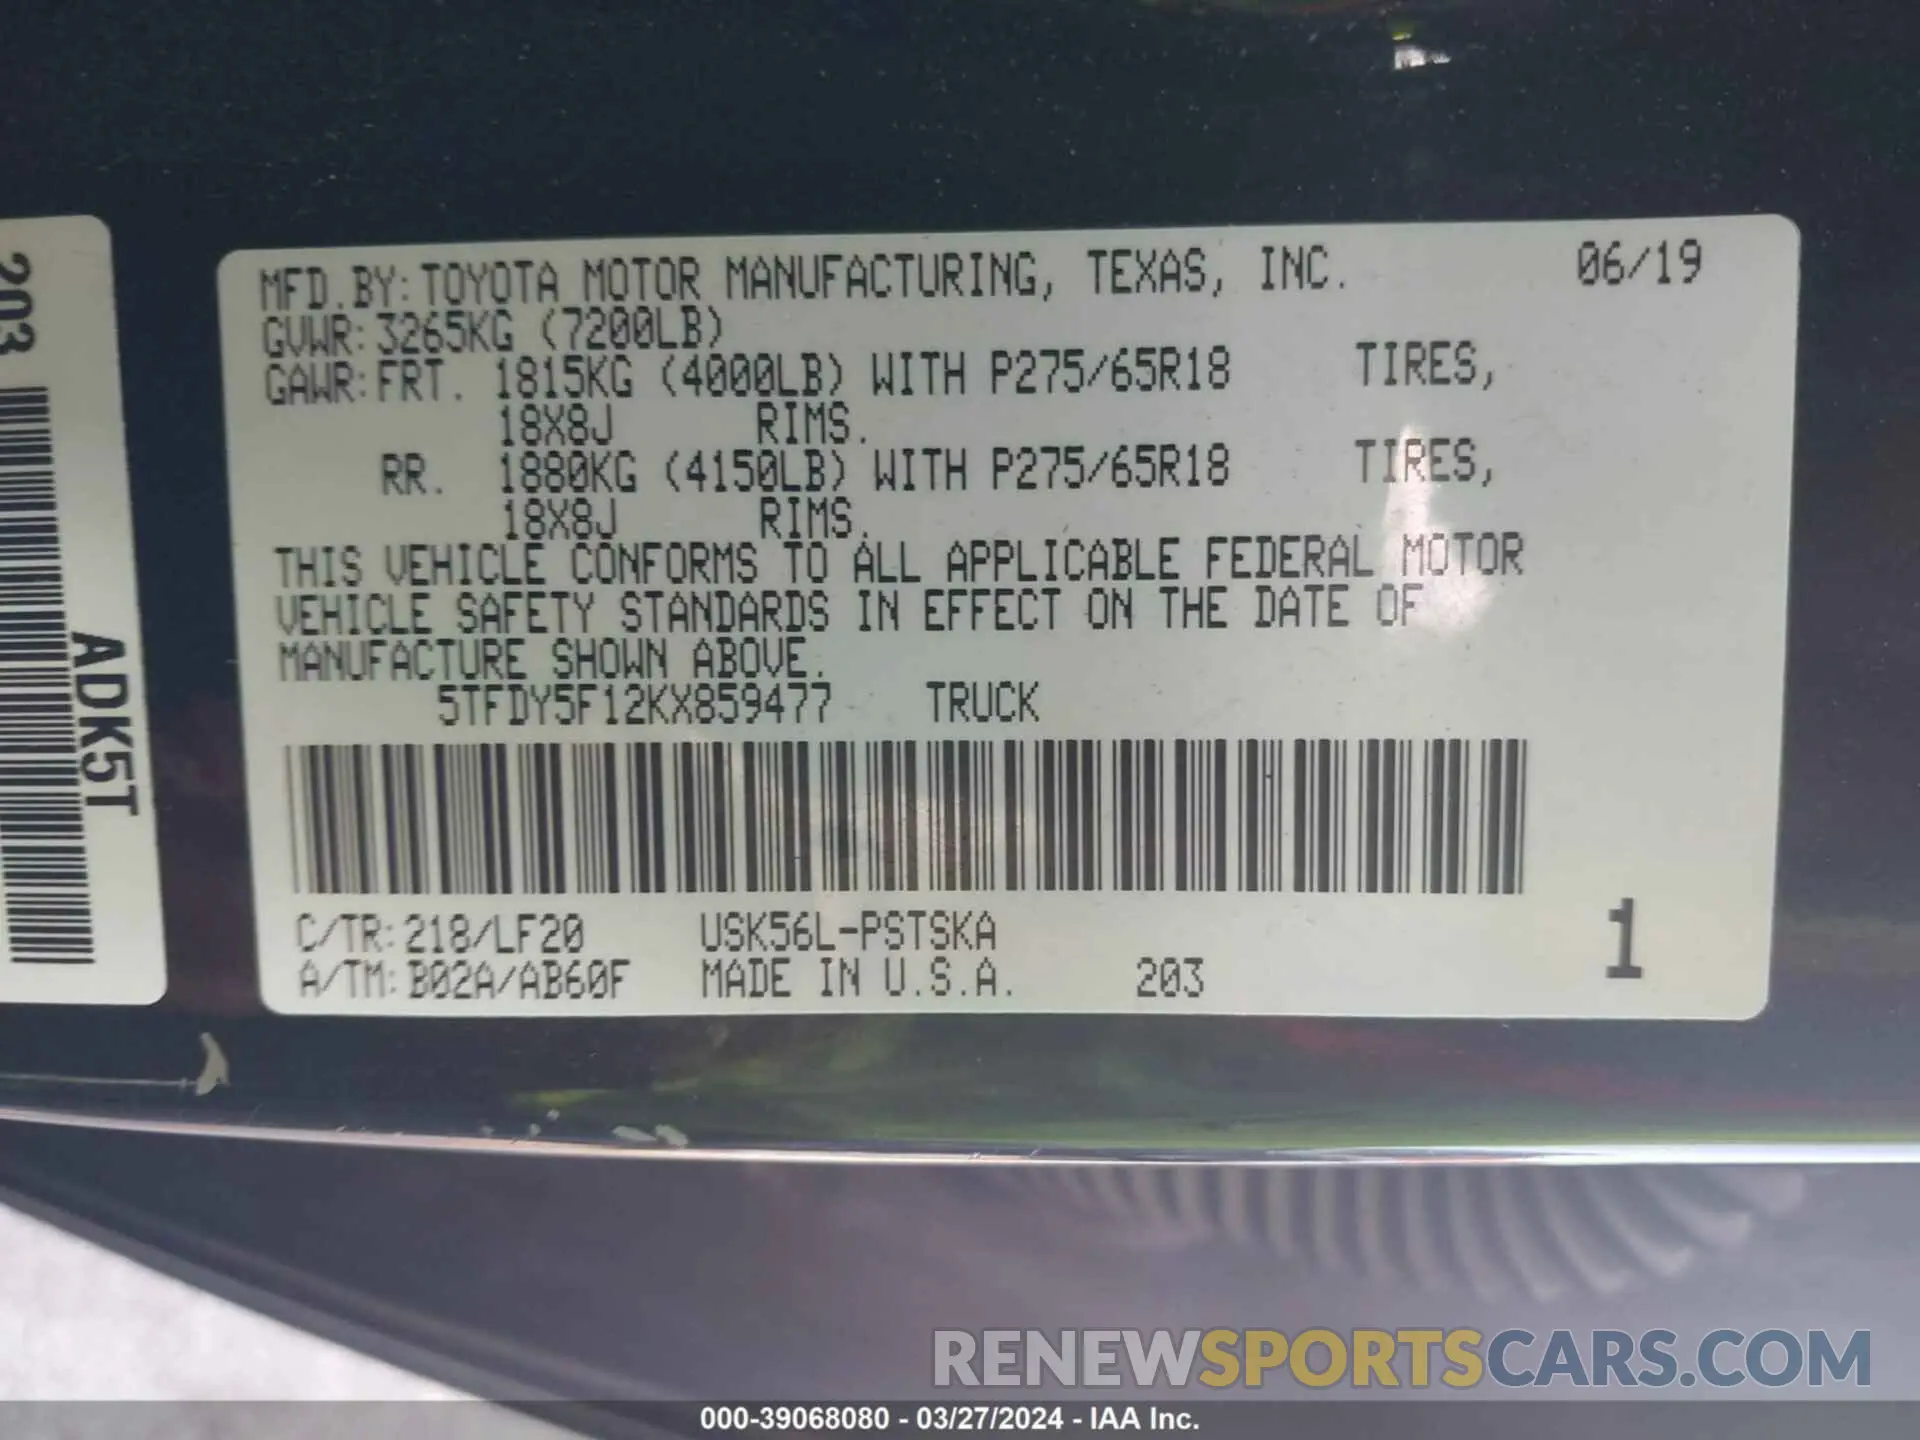 MFD.BY: TOYOTA MOTOR MANUFACTURING, TEXAS, INC. 06/19
GVWR: 3265KG (7200LB)
GAWR: FRT. 1815KG (4000LB) WITH P275/65R18 TIRES,
18X8J RIMS.
RR. 1880KG (4150LB) WITH P275/65R18 TIRES,
18X8J RIMS.
THIS VEHICLE CONFORMS TO ALL APPLICABLE FEDERAL MOTOR
VEHICLE SAFETY STANDARDS IN EFFECT ON THE DATE OF
MANUFACTURE SHOWN ABOVE.
5TFDY5F12KX859477 TRUCK
C/TR: 218/LF20 USK56L-PSTSKA
A/TM: B02A/AB60F MADE IN U.S.A. 203
1
203
ADK5T
RENEWSPORTSCARS.COM
000-39068080 - 03/27/2024 - IAA Inc.